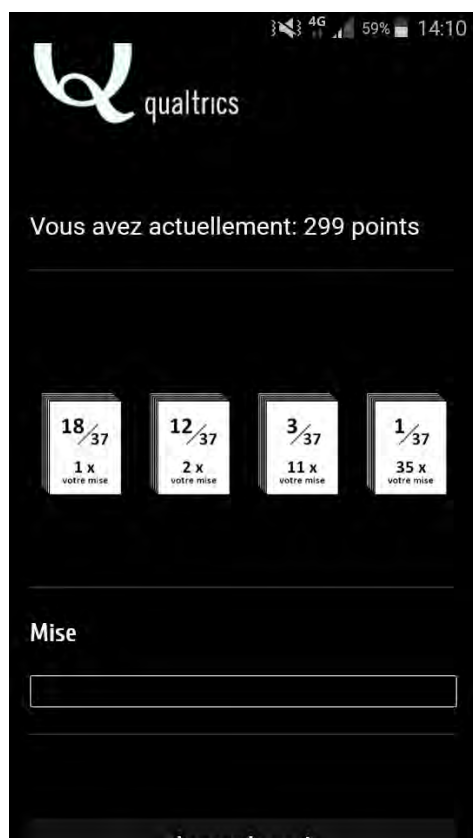 4G 59% 14:10
Q
qualtrics
Vous avez actuellement: 299 points
18/37 12/37 3/37 1/37
1 x 2 x 11 x 35 x
votre mise votre mise votre mise votre mise
Mise